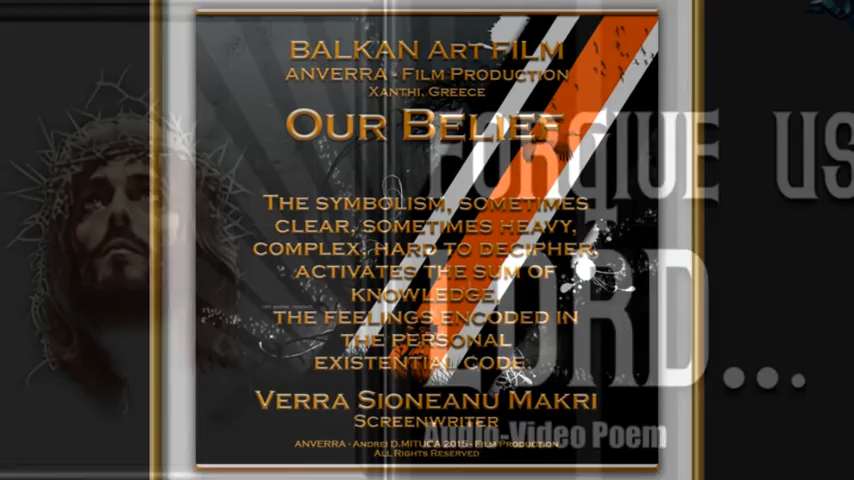 BALKAN Art FILM
ANVERRA - Film Production
Xanthi, Greece
Our Belief
The symbolism, sometimes
clear, sometimes heavy,
complex, hard to decipher,
activates the sum of
knowledge,
the feelings encoded in
the personal
existential code.
Verra Sioneanu Makri
Screenwriter
ANVERRA - Andrei D.MITUCA 2015 - Film Production
All Rights Reserved
FORGIVE US
LORD...
Audio-Video Poem